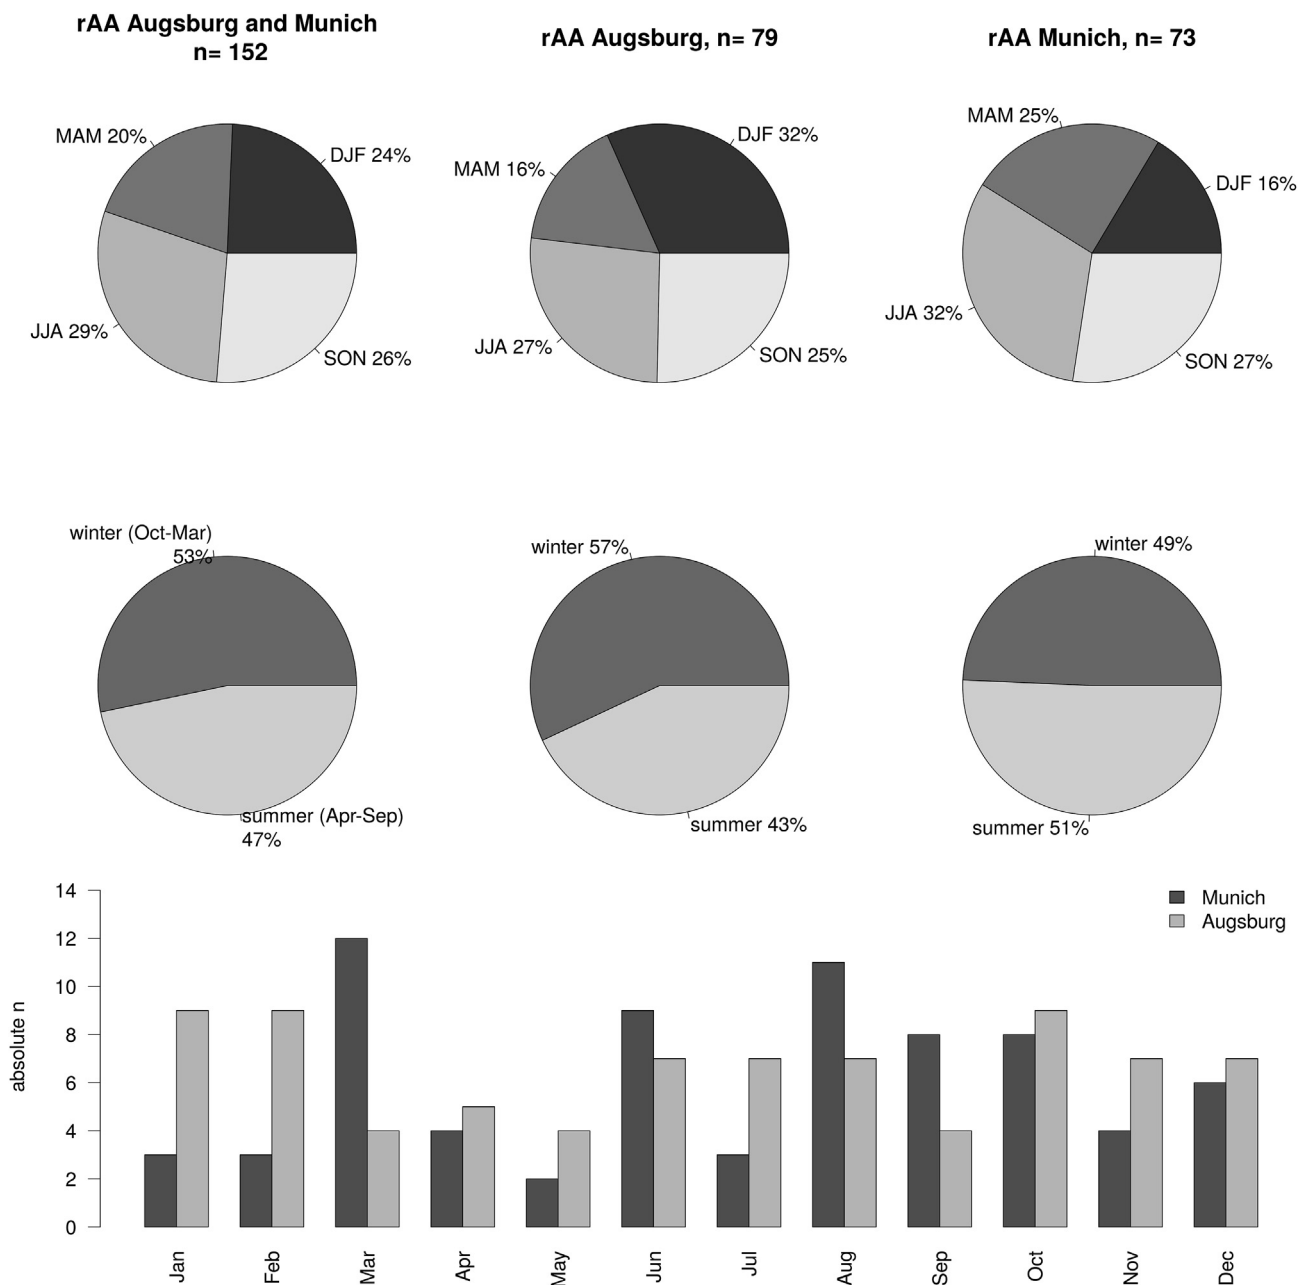 rAA Augsburg and Munich
n= 152
rAA Augsburg, n= 79
rAA Munich, n= 73
MAM 20%
DJF 24%
JJA 29%
SON 26%
MAM 16%
DJF 32%
JJA 27%
SON 25%
MAM 25%
DJF 16%
JJA 32%
SON 27%
winter (Oct-Mar)
53%
summer (Apr-Sep)
47%
winter 57%
summer 43%
winter 49%
summer 51%
absolute n
14
12
10
8
6
4
2
0
Munich
Augsburg
Jan
Feb
Mar
Apr
May
Jun
Jul
Aug
Sep
Oct
Nov
Dec